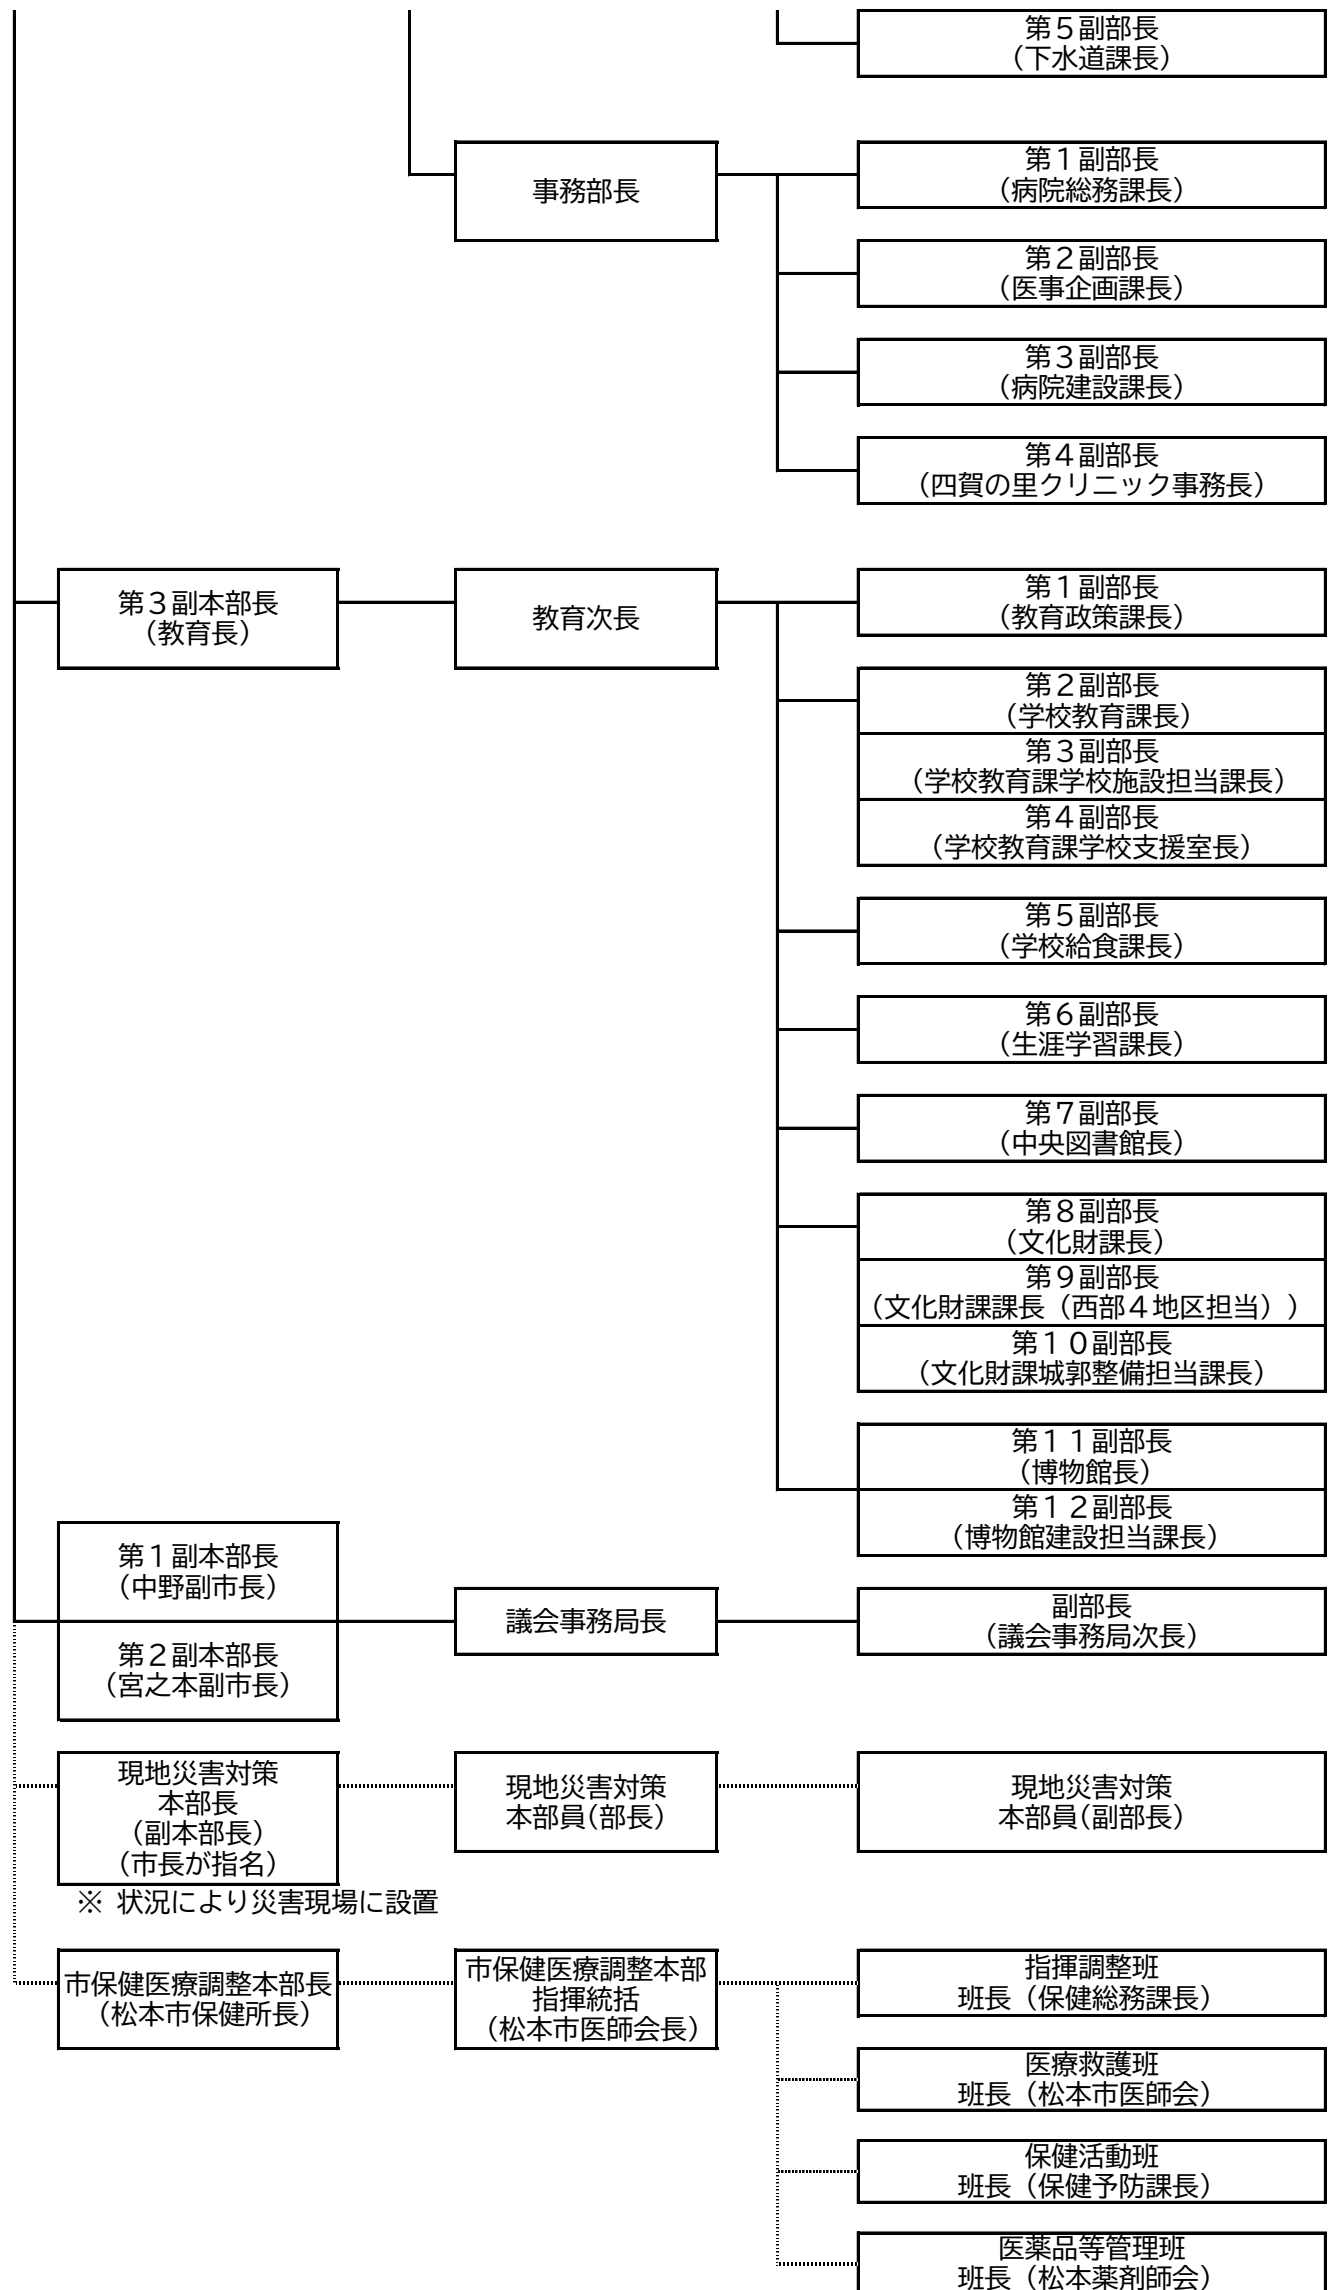 第５副部長
（下水道課長）
事務部長
第１副部長
（病院総務課長）
第２副部長
（医事企画課長）
第３副部長
（病院建設課長）
第４副部長
（四賀の里クリニック事務長）
第３副本部長
（教育長）
教育次長
第１副部長
（教育政策課長）
第２副部長
（学校教育課長）
第３副部長
（学校教育課学校施設担当課長）
第４副部長
（学校教育課学校支援室長）
第５副部長
（学校給食課長）
第６副部長
（生涯学習課長）
第７副部長
（中央図書館長）
第８副部長
（文化財課長）
第９副部長
（文化財課課長（西部４地区担当））
第１０副部長
（文化財課城郭整備担当課長）
第１１副部長
（博物館長）
第１２副部長
（博物館建設担当課長）
第１副本部長
（中野副市長）
第２副本部長
（宮之本副市長）
議会事務局長
副部長
（議会事務局次長）
現地災害対策
本部長
（副本部長）
（市長が指名）
現地災害対策
本部員（部長）
現地災害対策
本部員（副部長）
※ 状況により災害現場に設置
市保健医療調整本部長
（松本市保健所長）
市保健医療調整本部
指揮統括
（松本市医師会長）
指揮調整班
班長（保健総務課長）
医療救護班
班長（松本市医師会）
保健活動班
班長（保健予防課長）
医薬品等管理班
班長（松本薬剤師会）